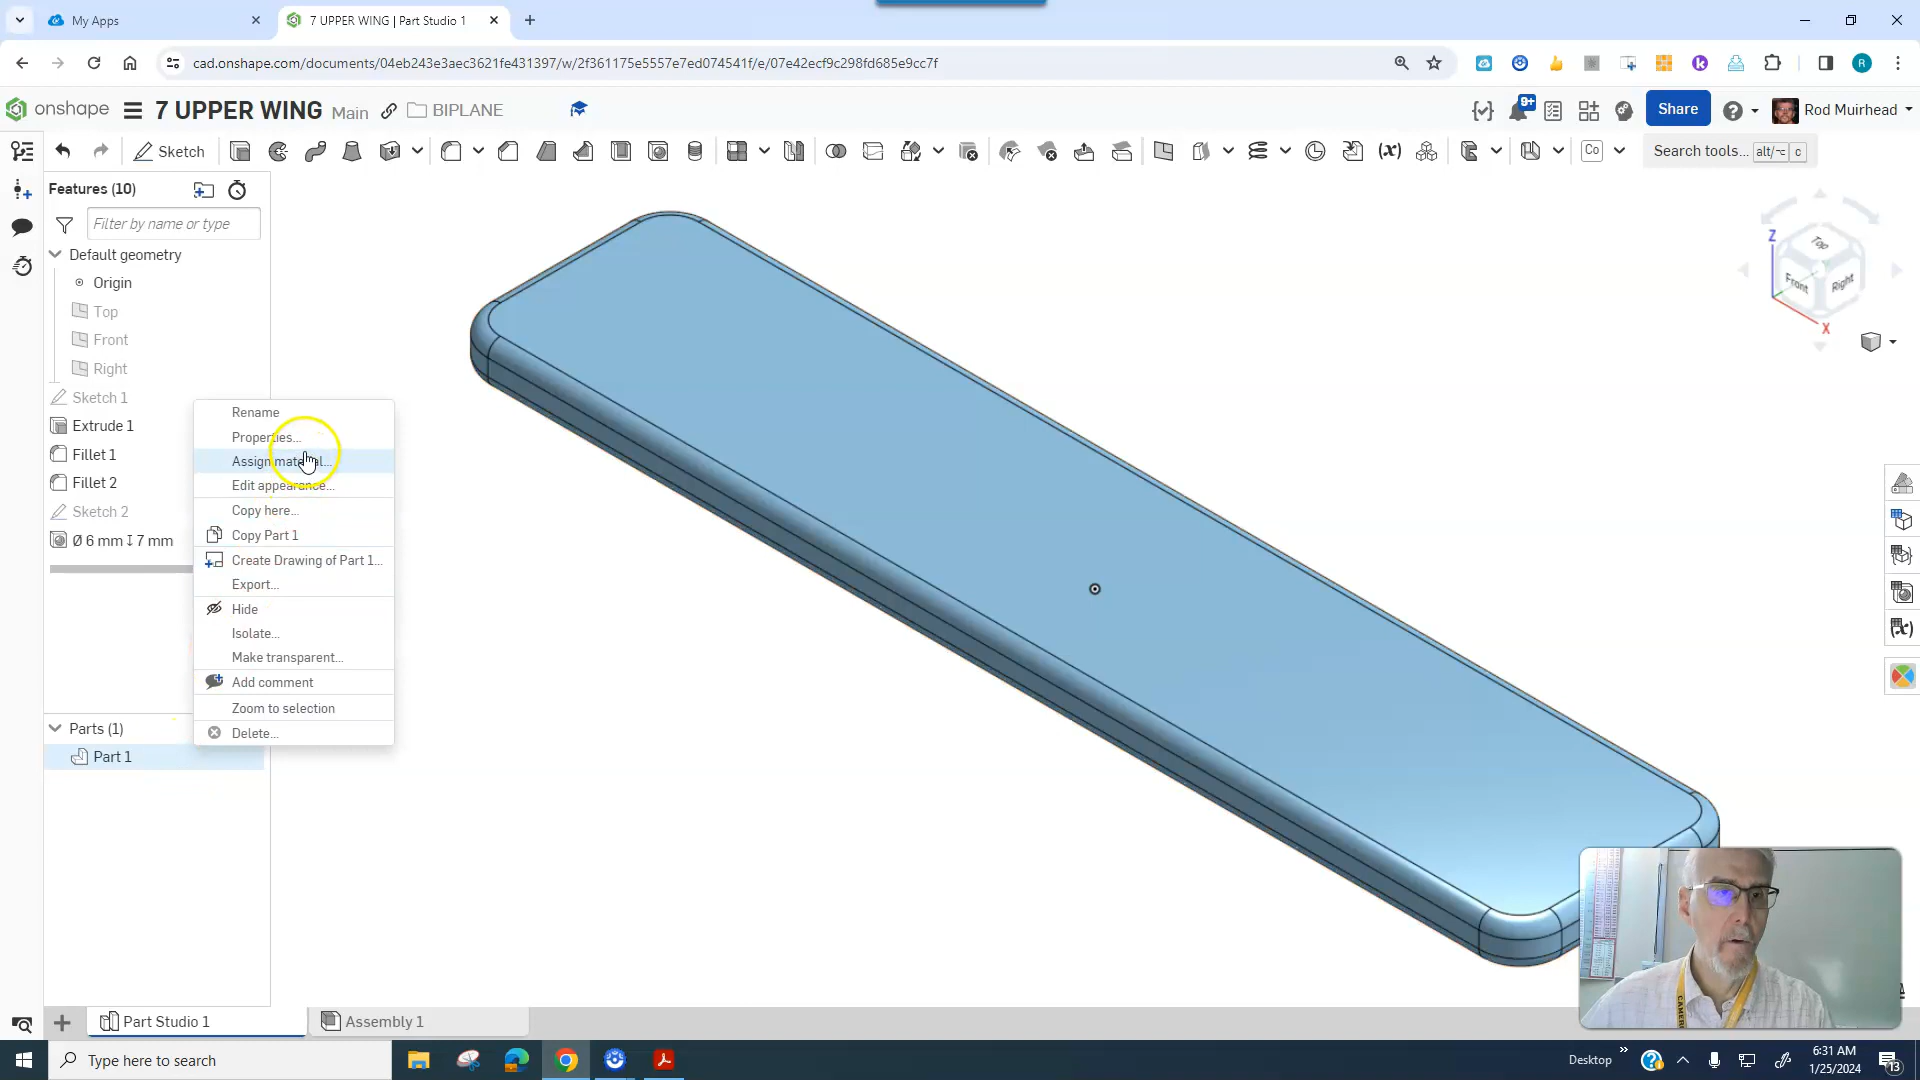 My Apps
7 UPPER WING | Part Studio 1
cad.onshape.com/documents/04eb243e3aec3621fe431397/w/2f361175e5557e7ed074541f/e/07e42ecf9c298fd685e9cc7f
R
onshape
7 UPPER WING Main
BIPLANE
9+
Share
Rod Muirhead
Sketch
Co
Search tools... alt/⌥ c
Features (10)
Filter by name or type
Default geometry
Origin
Top
Front
Right
Sketch 1
Extrude 1
Fillet 1
Fillet 2
Sketch 2
Ø 6 mm ↧ 7 mm
Rename
Properties...
Assign material...
Edit appearance...
Copy here...
Copy Part 1
Create Drawing of Part 1...
Export...
Hide
Isolate...
Make transparent...
Add comment
Zoom to selection
Delete...
Parts (1)
Part 1
Z
Top
Front
Right
X
Part Studio 1
Assembly 1
Type here to search
Desktop
6:31 AM
1/25/2024
13